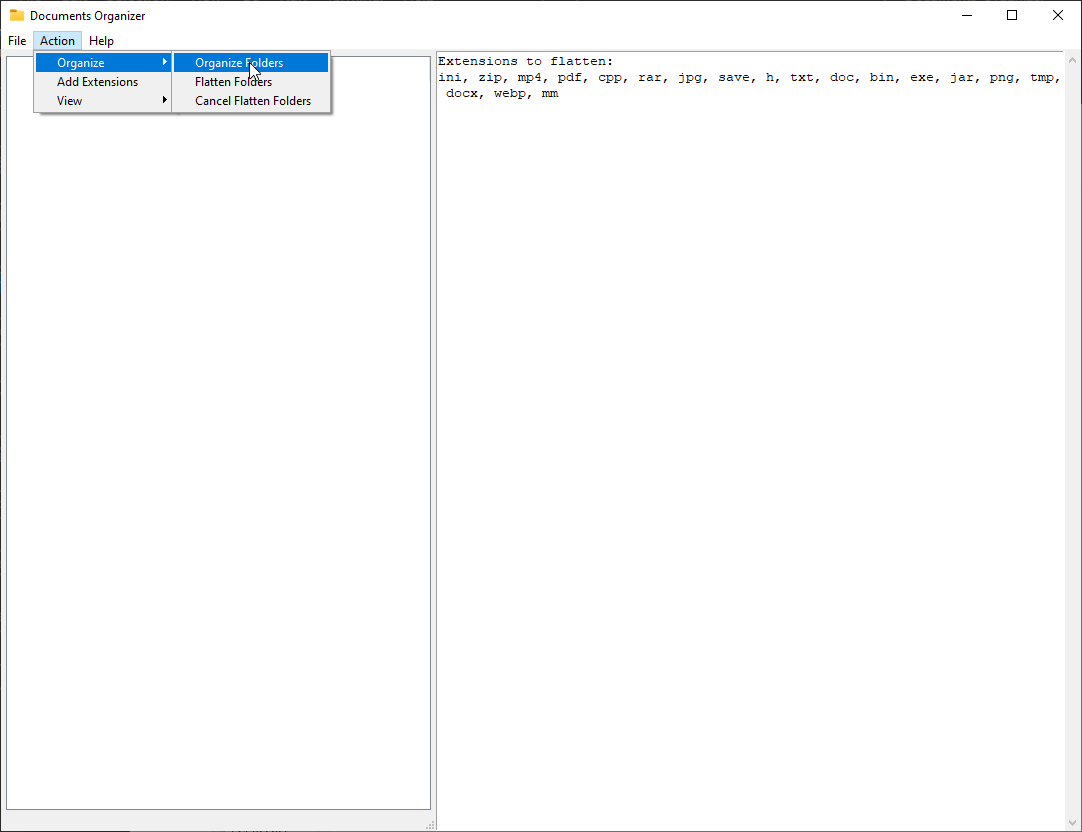 Documents Organizer
File Action Help
Organize
Add Extensions
View
Organize Folders
Flatten Folders
Cancel Flatten Folders
Extensions to flatten:
ini, zip, mp4, pdf, cpp, rar, jpg, save, h, txt, doc, bin, exe, jar, png, tmp,
docx, webp, mm